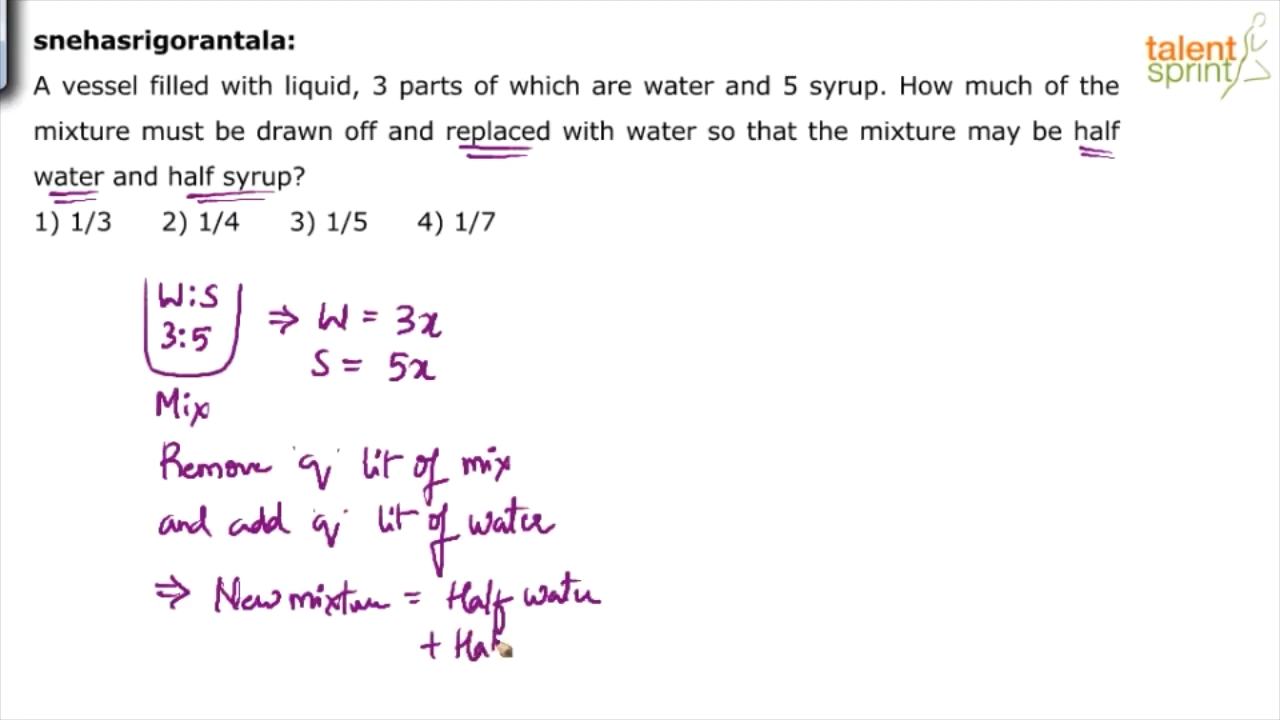 snehasrigorantala:
talent
sprint
A vessel filled with liquid, 3 parts of which are water and 5 syrup. How much of the
mixture must be drawn off and replaced with water so that the mixture may be half
water and half syrup?
1) 1/3 2) 1/4 3) 1/5 4) 1/7
W:S
3:5
⇒ W = 3x
S = 5x
Mix
Remove 'q' lit of mix
and add 'q' lit of water
⇒ New mixture = Half water
+ Hal